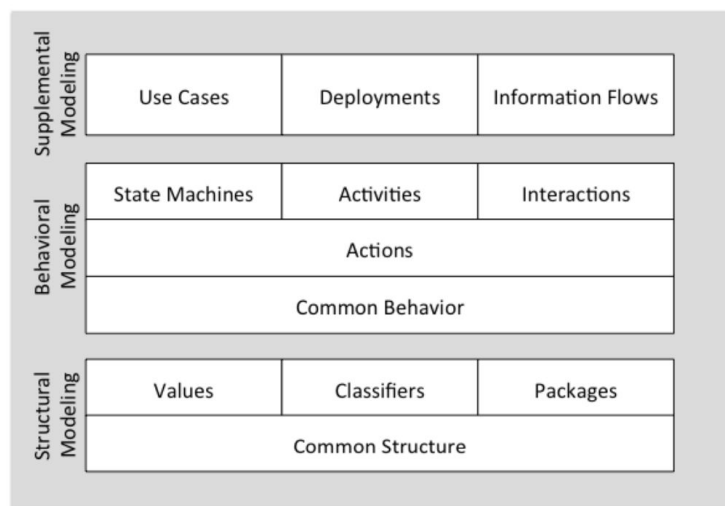 Supplemental
Modeling
Use Cases
Deployments
Information Flows
Behavioral
Modeling
State Machines
Activities
Interactions
Actions
Common Behavior
Structural
Modeling
Values
Classifiers
Packages
Common Structure